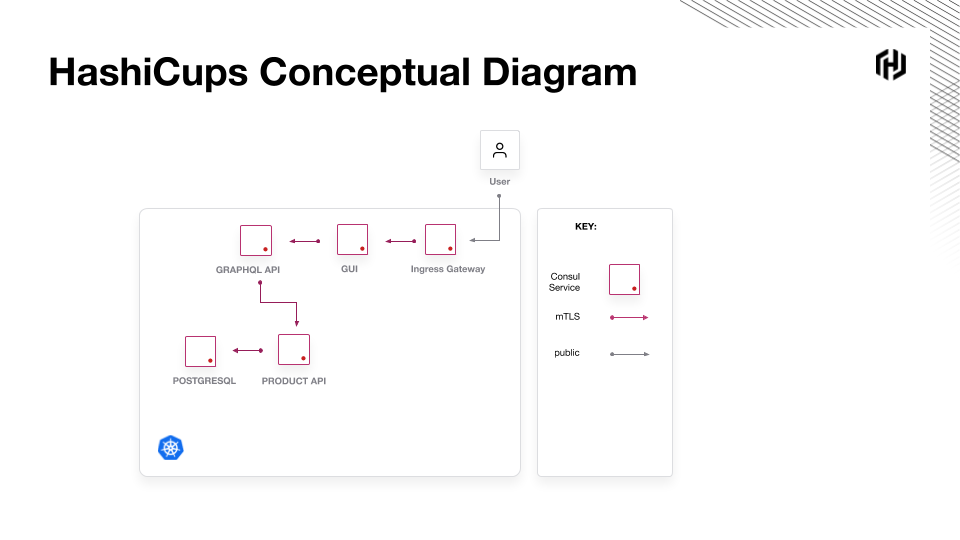 HashiCups Conceptual Diagram
User
KEY:
GRAPHQL API
GUI
Ingress Gateway
Consul
Service
mTLS
public
POSTGRESQL
PRODUCT API